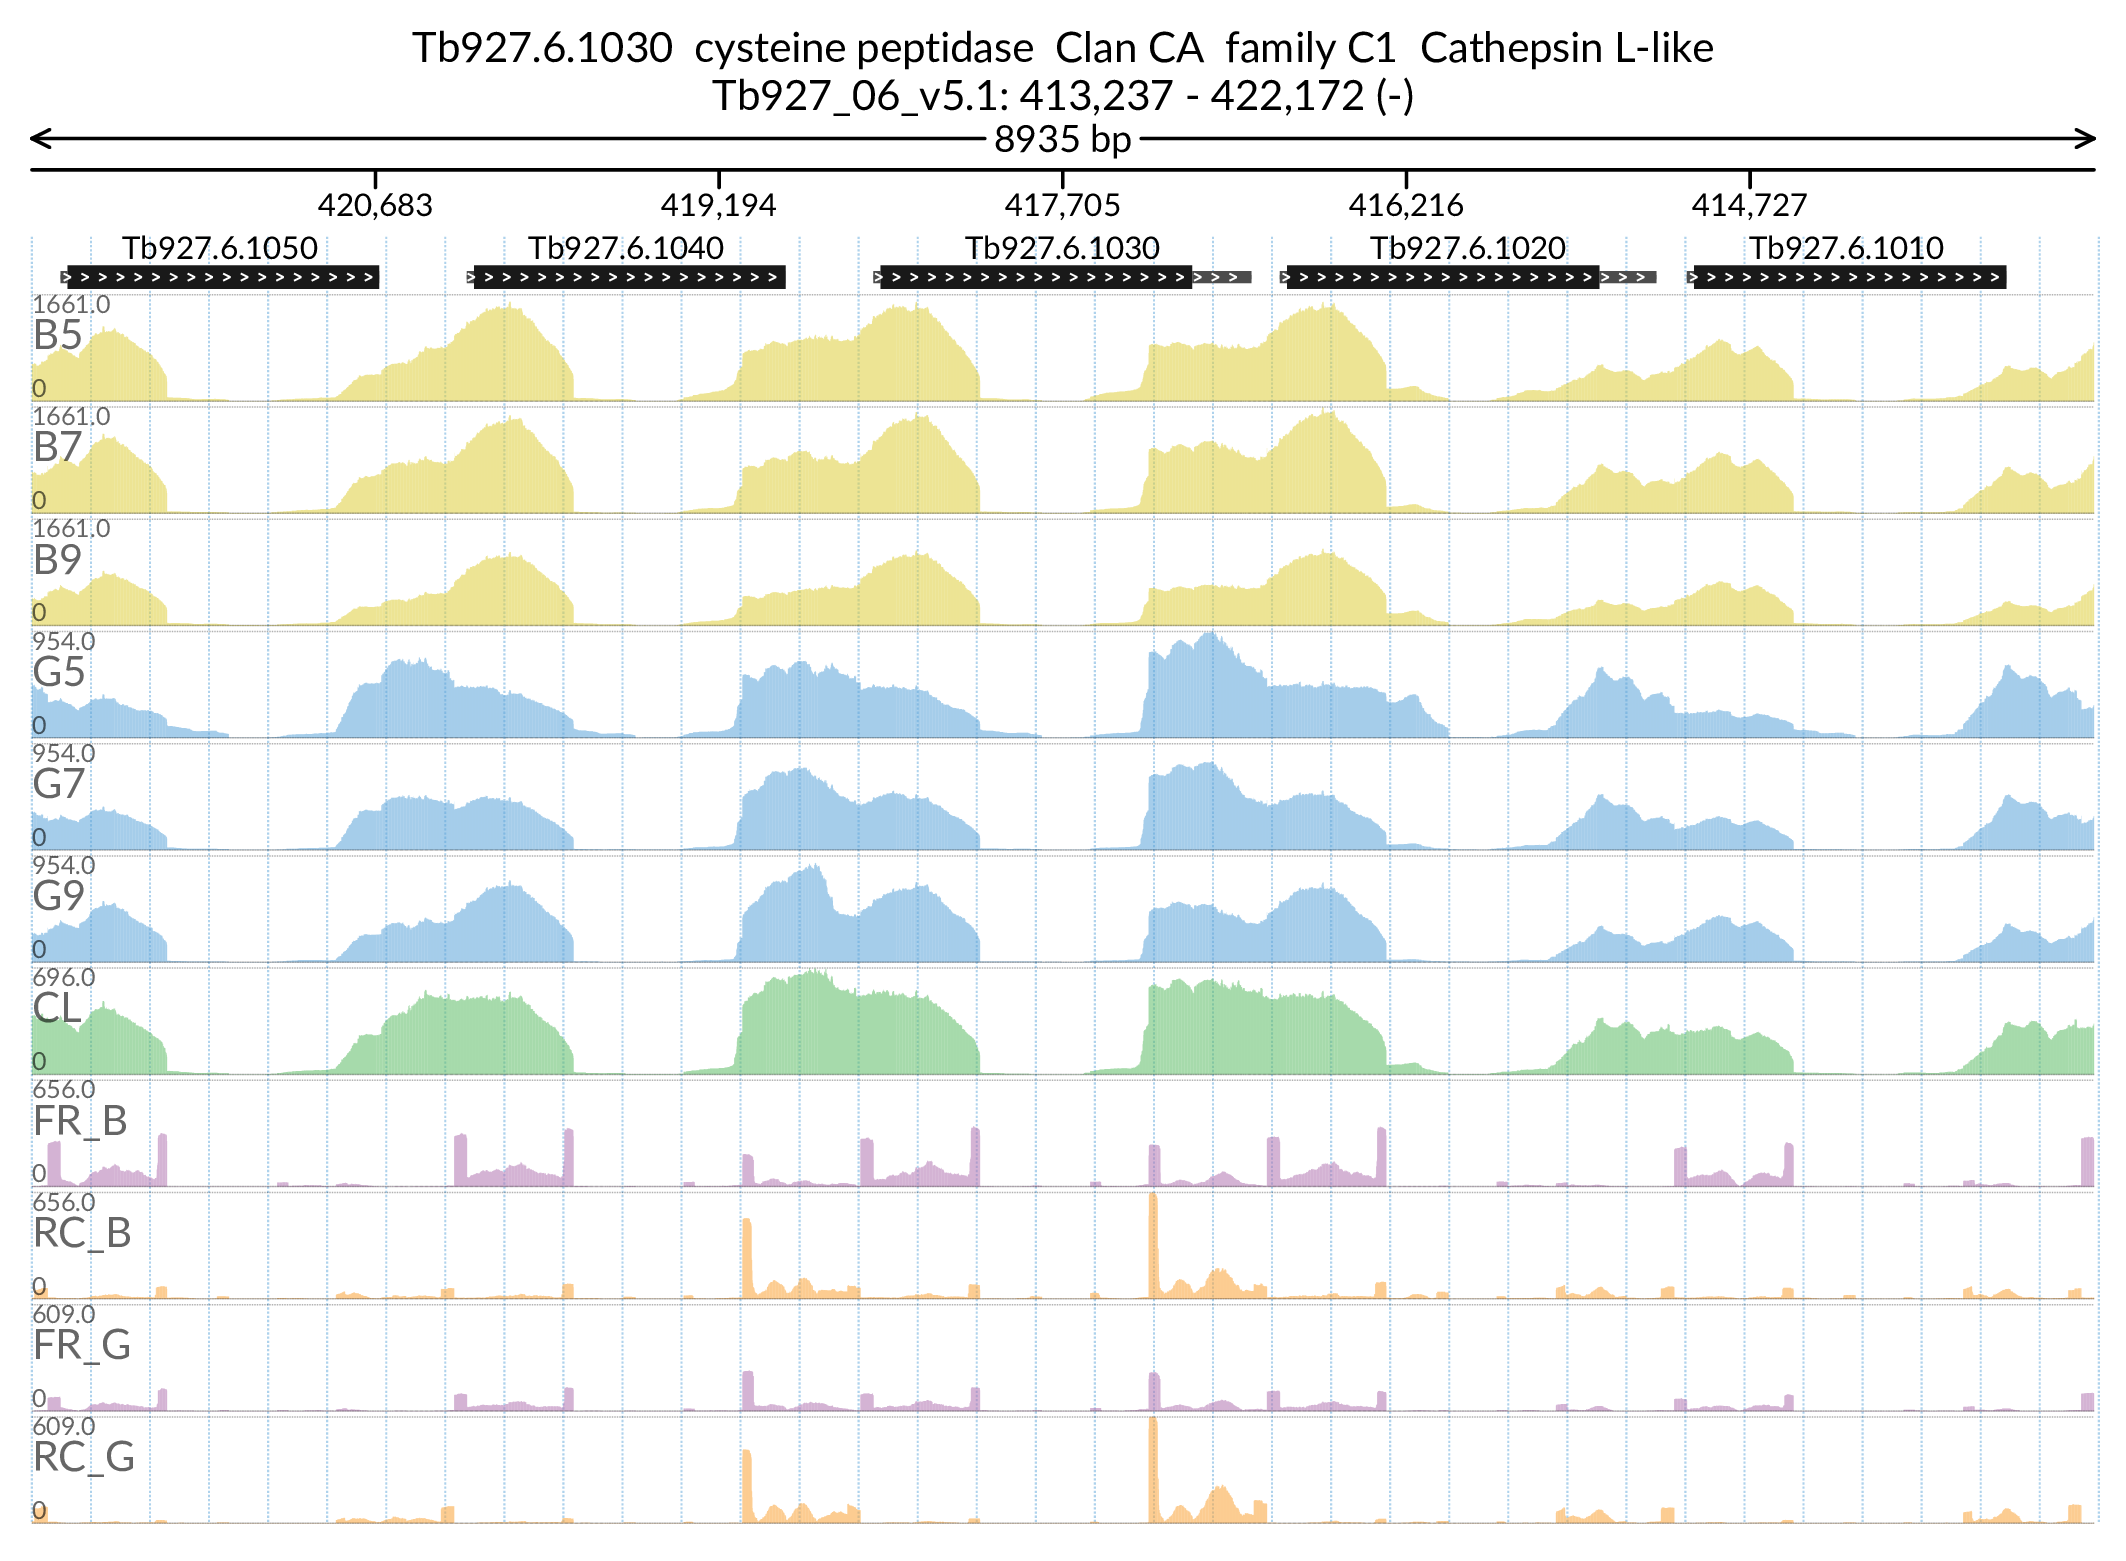 Tb927.6.1030  cysteine peptidase  Clan CA  family C1  Cathepsin L-like
Tb927_06_v5.1: 413,237 - 422,172 (-)
8935 bp
420,683 419,194 417,705 416,216 414,727
Tb927.6.1050 Tb927.6.1040 Tb927.6.1030 Tb927.6.1020 Tb927.6.1010
1661.0
B5
0
1661.0
B7
0
1661.0
B9
0
954.0
G5
0
954.0
G7
0
954.0
G9
0
696.0
CL
0
656.0
FR_B
0
656.0
RC_B
0
609.0
FR_G
0
609.0
RC_G
0